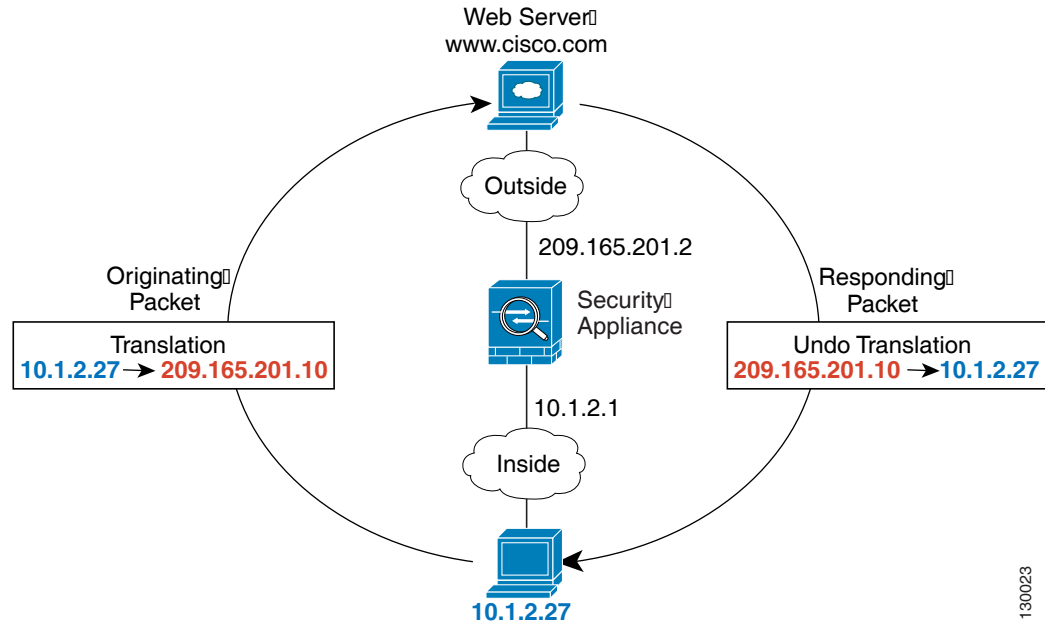 Web Server
www.cisco.com
Outside
209.165.201.2
Originating
Packet
Responding
Packet
Security
Appliance
Translation
10.1.2.27 → 209.165.201.10
Undo Translation
209.165.201.10 → 10.1.2.27
10.1.2.1
Inside
10.1.2.27
130023